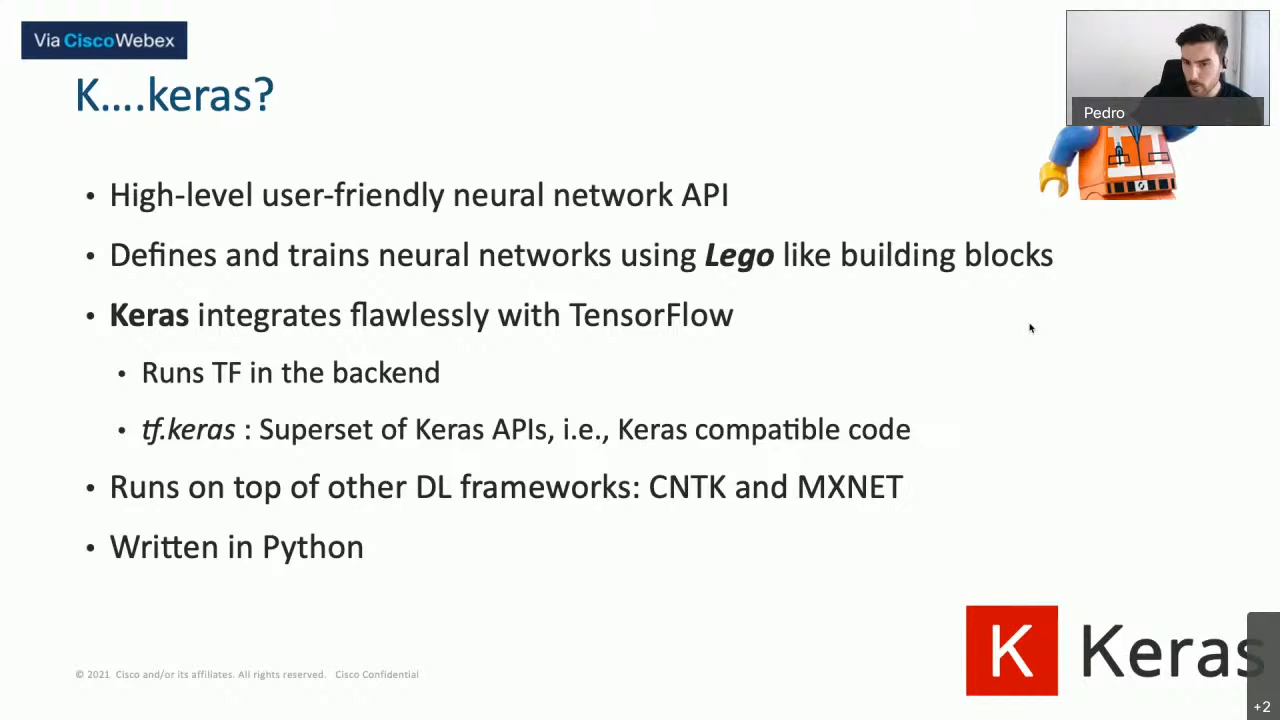 Via CiscoWebex
K....keras?
Pedro
• High-level user-friendly neural network API
• Defines and trains neural networks using Lego like building blocks
• Keras integrates flawlessly with TensorFlow
• Runs TF in the backend
• tf.keras : Superset of Keras APIs, i.e., Keras compatible code
• Runs on top of other DL frameworks: CNTK and MXNET
• Written in Python
K Keras
© 2021 Cisco and/or its affiliates. All rights reserved. Cisco Confidential
+2